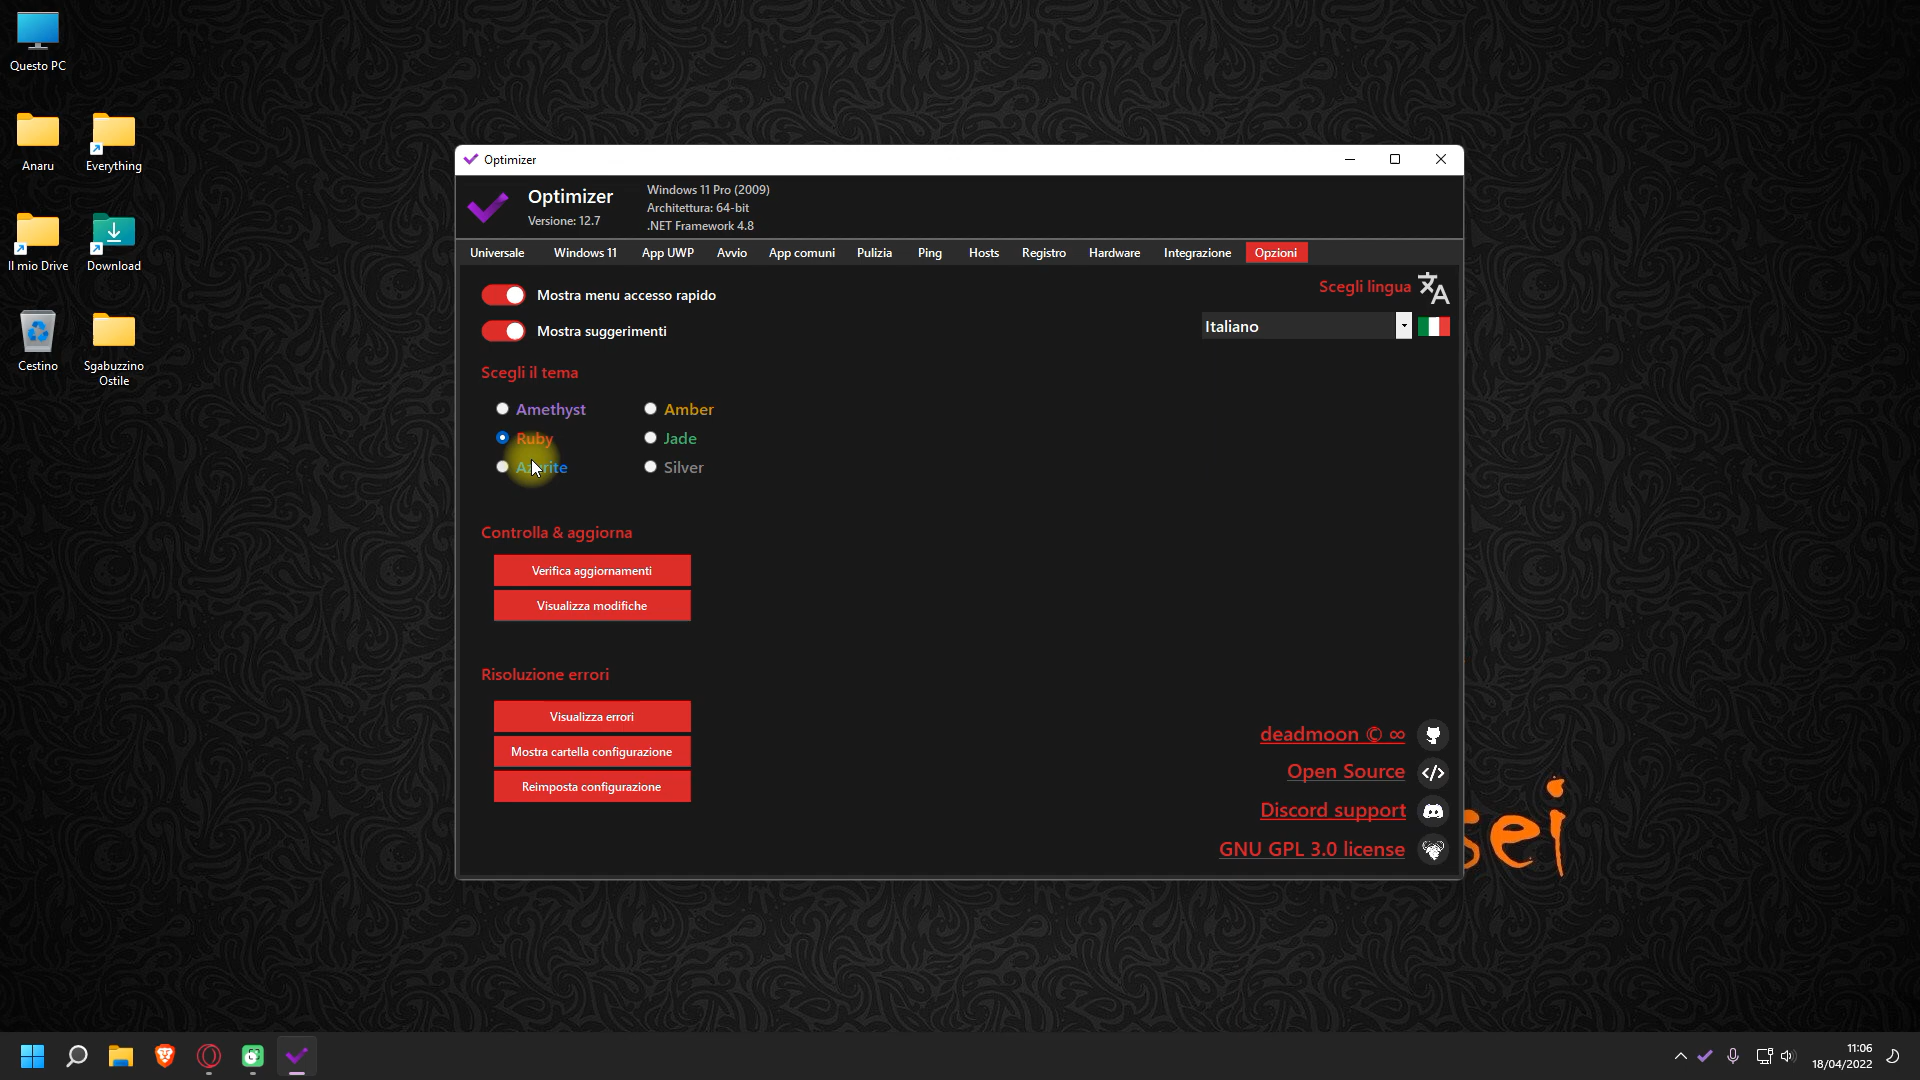 Questo PC
Anaru
Everything
Il mio Drive
Download
Cestino
Sgabuzzino
Ostile
Optimizer
Optimizer
Versione: 12.7
Windows 11 Pro (2009)
Architettura: 64-bit
.NET Framework 4.8
Universale Windows 11 App UWP Avvio App comuni Pulizia Ping Hosts Registro Hardware Integrazione Opzioni
Mostra menu accesso rapido
Mostra suggerimenti
Scegli lingua
Italiano
Scegli il tema
Amethyst Amber
Ruby Jade
Azurite Silver
Controlla & aggiorna
Verifica aggiornamenti
Visualizza modifiche
Risoluzione errori
Visualizza errori
Mostra cartella configurazione
Reimposta configurazione
deadmoon © ∞
Open Source
Discord support
GNU GPL 3.0 license
sei
11:06
18/04/2022